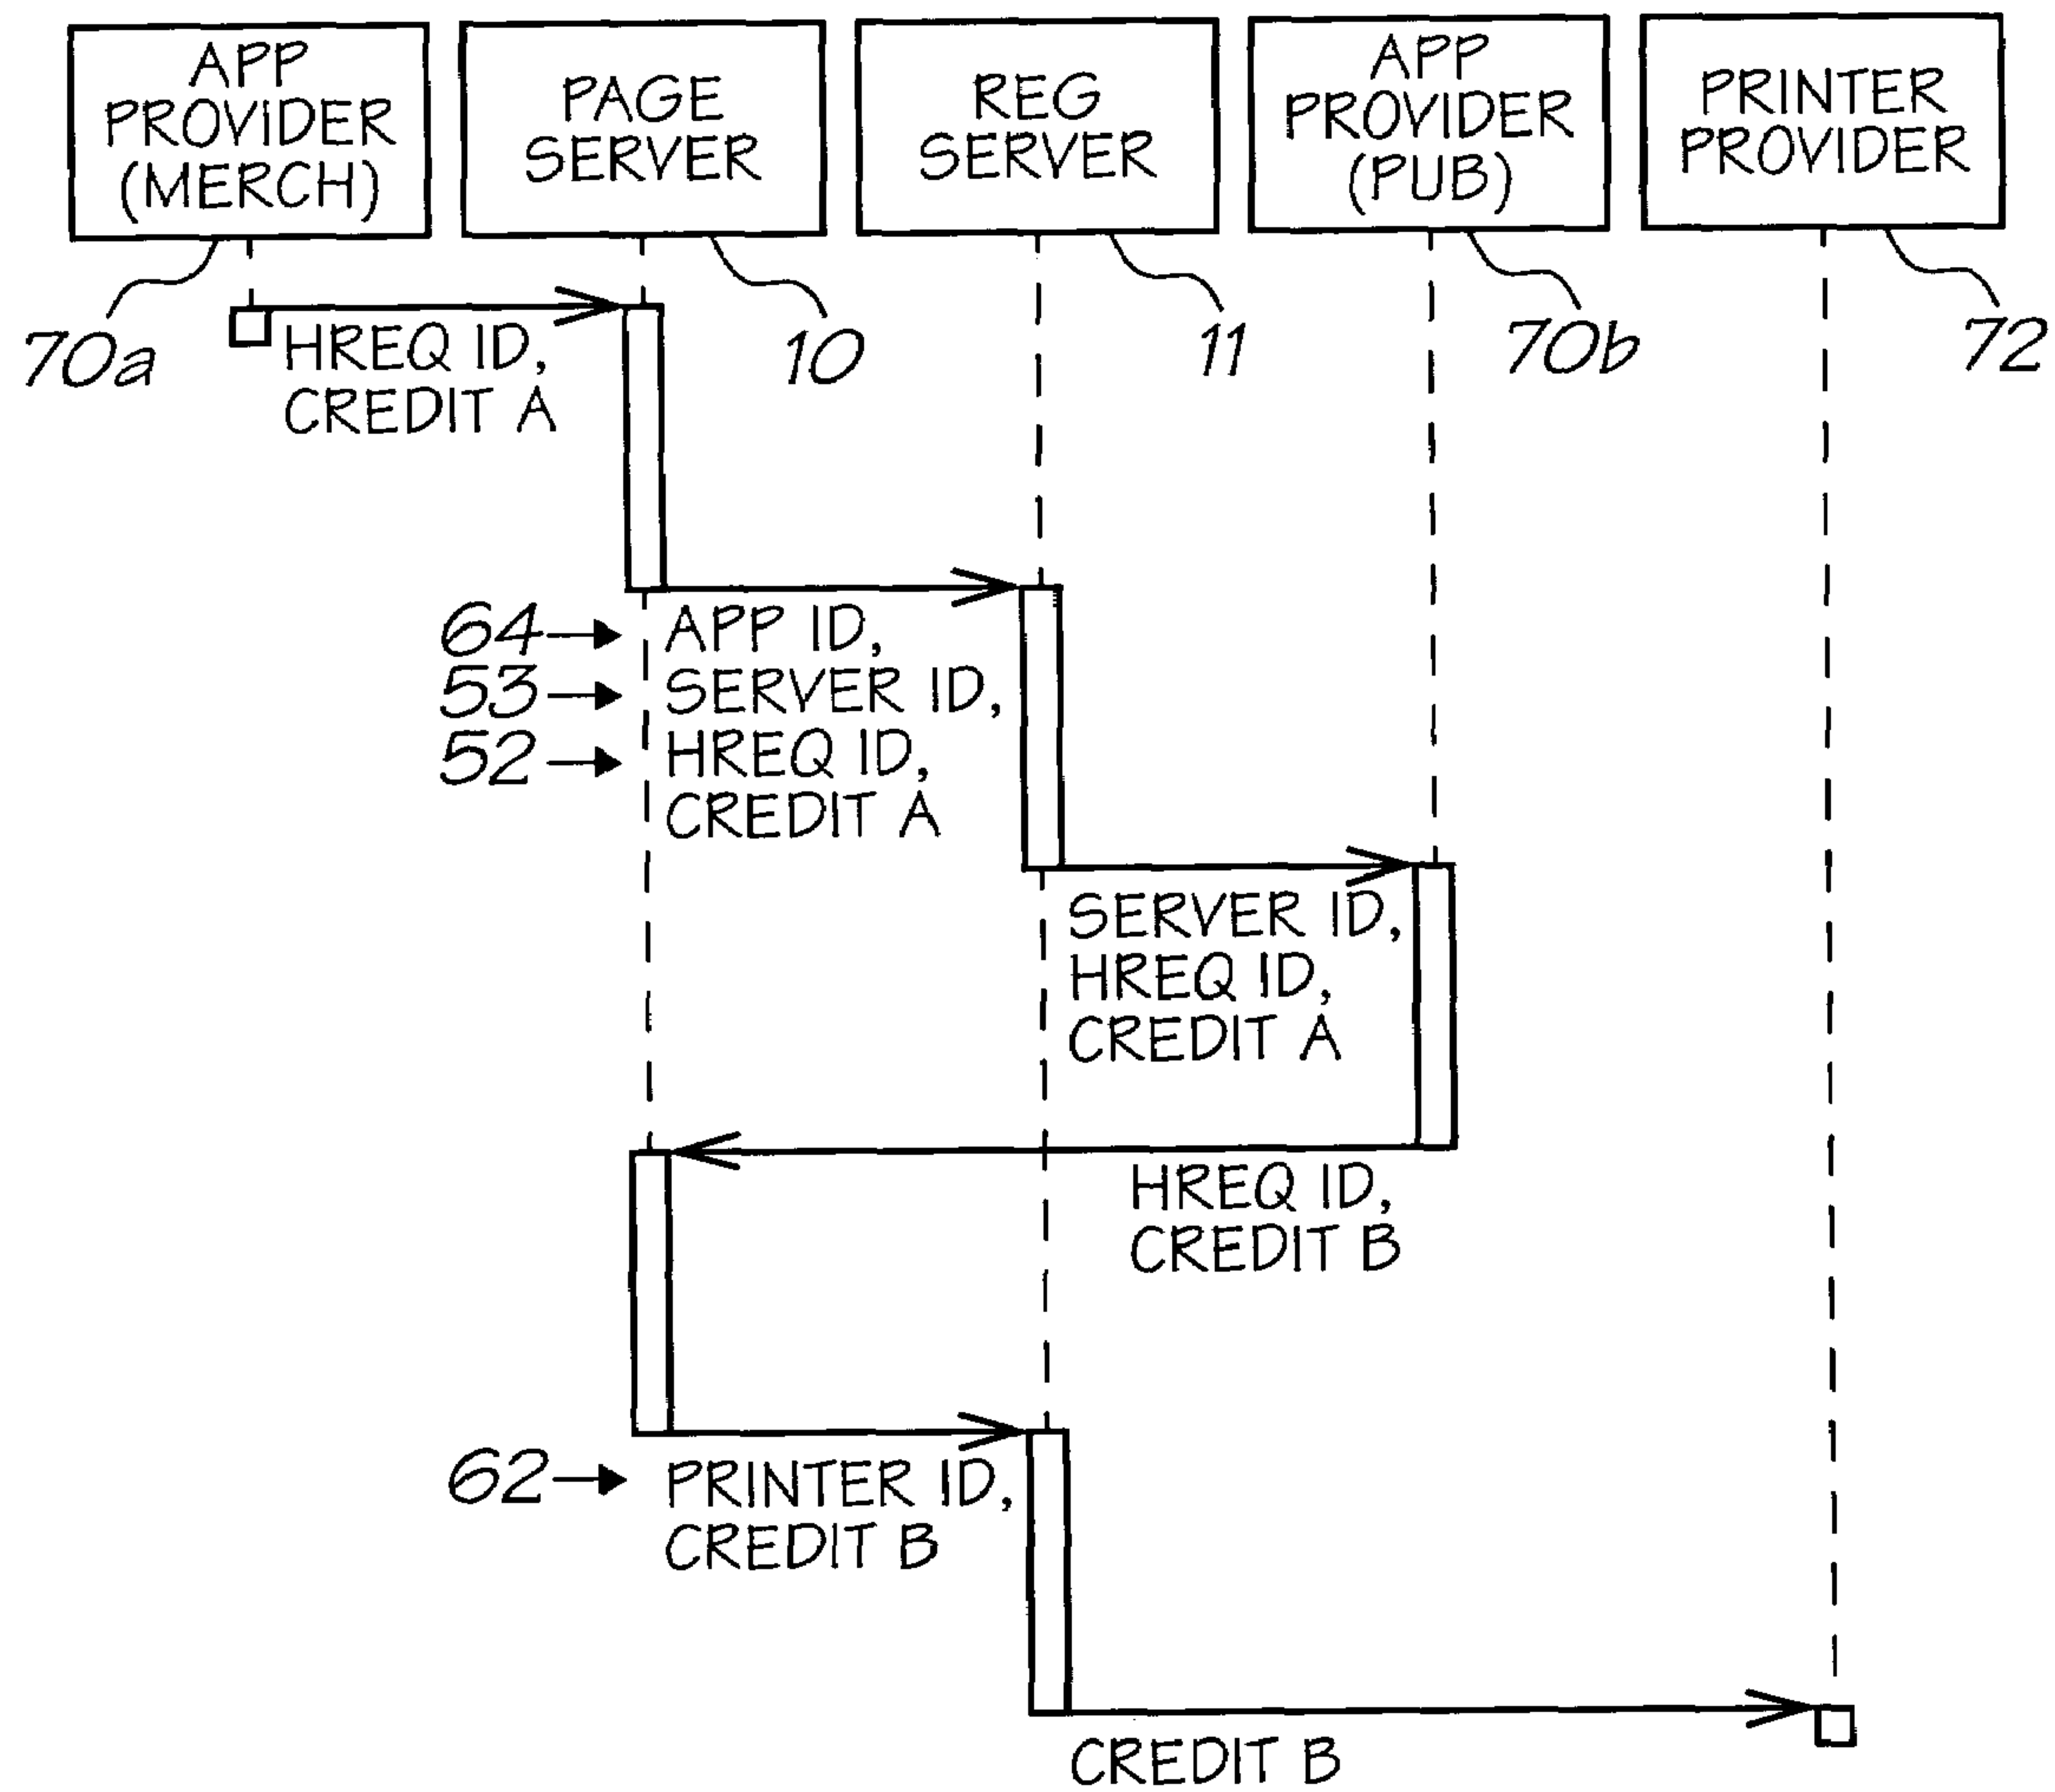 APP
PROVIDER
(MERCH)
PAGE
SERVER
REG
SERVER
APP
PROVIDER
(PUB)
PRINTER
PROVIDER
70a
10
11
70b
72
HREQ ID,
CREDIT A
64
APP ID,
53
SERVER ID,
52
HREQ ID,
CREDIT A
SERVER ID,
HREQ ID,
CREDIT A
HREQ ID,
CREDIT B
62
PRINTER ID,
CREDIT B
CREDIT B